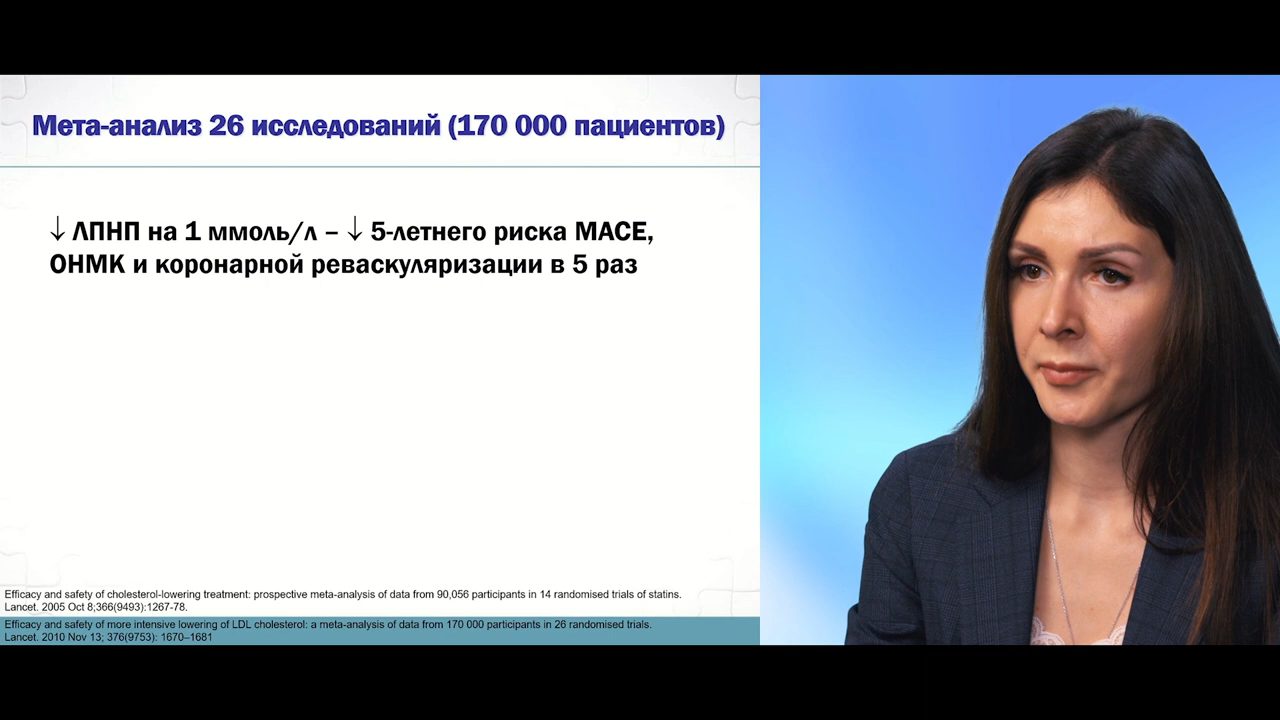 Мета-анализ 26 исследований (170 000 пациентов)
↓ ЛПНП на 1 ммоль/л – ↓ 5-летнего риска MACE,
ОНМК и коронарной реваскуляризации в 5 раз
Efficacy and safety of cholesterol-lowering treatment: prospective meta-analysis of data from 90,056 participants in 14 randomised trials of statins.
Lancet. 2005 Oct 8;366(9493):1267-78.
Efficacy and safety of more intensive lowering of LDL cholesterol: a meta-analysis of data from 170 000 participants in 26 randomised trials.
Lancet. 2010 Nov 13; 376(9753): 1670–1681